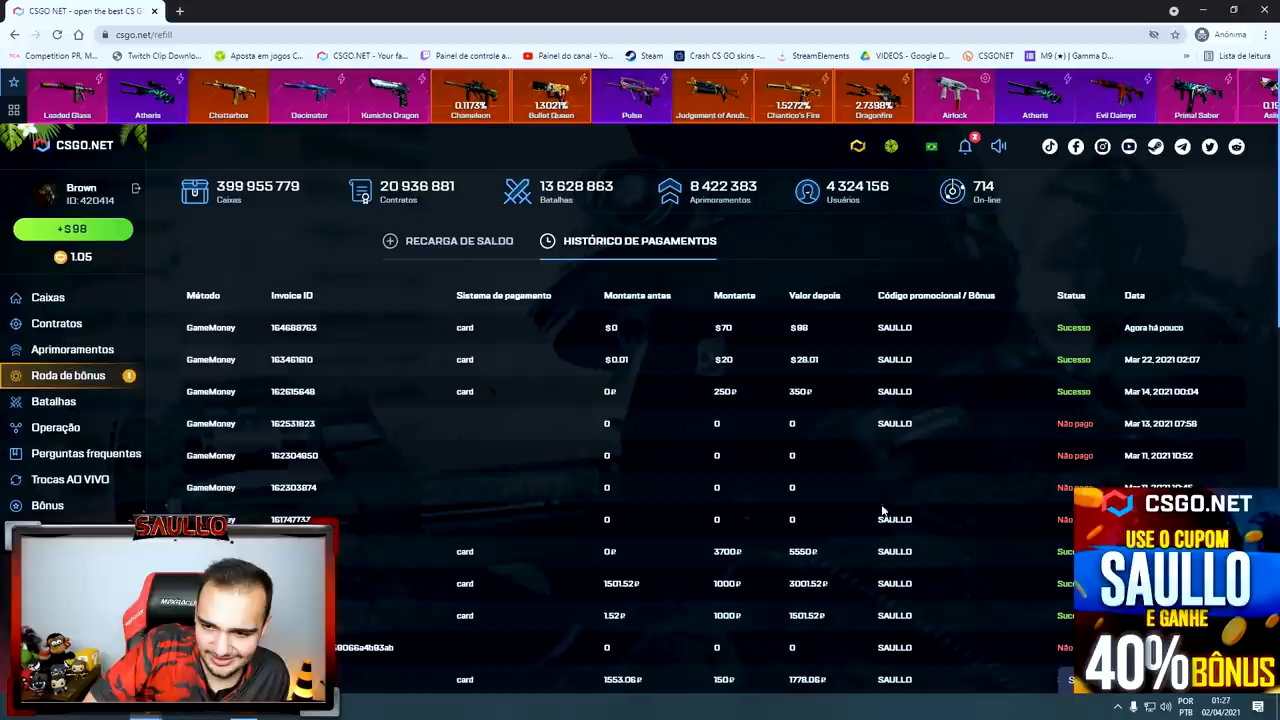 CSGO.NET - open the best CS G
csgo.net/refill
Anónima
Competition PR, M...
Twitch Clip Downlo...
Aposta em jogos C...
CSGO.NET - Your fa...
Painel de controle a...
Painel do canal - Yo...
Steam
Crash CS GO skins -...
StreamElements
VIDEOS - Google D...
CSGONET
M9 (★) | Gamma D...
Lista de leitura
Leaded Glass
Atheris
Chatterbox
Decimator
Kumicho Dragon
0.1173%
Chameleon
1.3021%
Bullet Queen
Pulse
Judgement of Anub...
1.5272%
Chantico's Fire
2.7398%
Dragonfire
Airlock
Atheris
Evil Daimyo
Primal Saber
CSGO.NET
2
Brown
ID: 420414
+$ 98
1.05
399 955 779
Caixas
20 936 881
Contratos
13 628 863
Batalhas
8 422 383
Aprimoramentos
4 324 156
Usuários
714
On-line
RECARGA DE SALDO
HISTÓRICO DE PAGAMENTOS
Caixas
Contratos
Aprimoramentos
Roda de bônus 1
Batalhas
Operação
Perguntas frequentes
Trocas AO VIVO
Bônus
Método Invoice ID Sistema de pagamento Montante antes Montante Valor depois Código promocional / Bônus Status Data
GameMoney 164688763 card $0 $70 $98 SAULLO Sucesso Agora há pouco
GameMoney 163461610 card $0.01 $20 $28.01 SAULLO Sucesso Mar 22, 2021 02:07
GameMoney 162615648 card 0₽ 250₽ 350₽ SAULLO Sucesso Mar 14, 2021 00:04
GameMoney 162531823 0 0 0 SAULLO Não pago Mar 13, 2021 07:58
GameMoney 162304950 0 0 0 SAULLO Não pago Mar 11, 2021 10:52
GameMoney 162303874 0 0 0 SAULLO
0 0 0 SAULLO
card 0₽ 3700₽ 5550₽ SAULLO
card 1501.52₽ 1000₽ 3001.52₽ SAULLO
card 1.52₽ 1000₽ 1501.52₽ SAULLO
0 0 0 SAULLO
card 1553.06₽ 150₽ 1778.06₽ SAULLO
SAULLO
MAXRACER
CSGO.NET
USE O CUPOM
SAULLO
E GANHE
40% BÔNUS
POR
PTB
01:27
02/04/2021